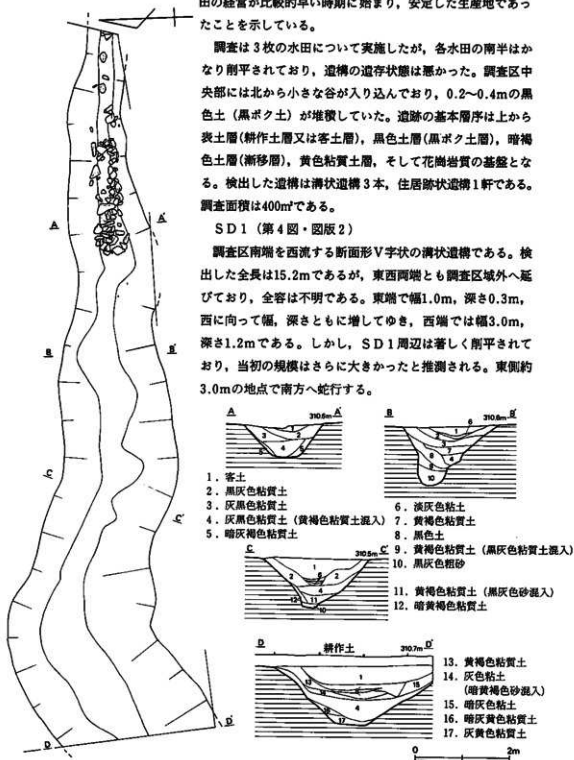 田の経営が比較的早い時期に始まり，安定した生産地であっ
たことを示している。
調査は3枚の水田について実施したが，各水田の南半はか
なり削平されており，遺構の遺存状態は悪かった。調査区中
央部には北から小さな谷が入り込んでおり，0.2～0.4mの黒
色土（黒ボク土）が堆積していた。遺跡の基本層序は上から
表土層(耕作土層又は客土層)，黒色土層(黒ボク土層)，暗褐
色土層(漸移層)，黄色粘質土層，そして花崗岩質の基盤とな
る。検出した遺構は溝状遺構3本，住居跡状遺構1軒である。
調査面積は400㎡である。
SD1（第4図・図版2）
調査区南端を西流する断面形V字状の溝状遺構である。検
出した全長は15.2mであるが，東西両端とも調査区域外へ延
びており，全容は不明である。東端で幅1.0m，深さ0.3m，
西に向って幅，深さともに増してゆき，西端では幅3.0m，
深さ1.2mである。しかし，SD1周辺は著しく削平されて
おり，当初の規模はさらに大きかったと推測される。東側約
3.0mの地点で南方へ蛇行する。
A A'
B B'
C C'
D D'
A 310.6m A'
B 310.6m B'
1．客土
2．黒灰色粘質土
3．灰黒色粘質土
4．灰黒色粘質土（黄褐色粘質土混入）
5．暗灰褐色粘質土
6．淡灰色粘土
7．黄褐色粘質土
8．黒色土
9．黄褐色粘質土（黒灰色粘質土混入）
10．黒灰色粗砂
11．黄褐色粘質土（黒灰色砂混入）
12．暗黄褐色粘質土
C 310.5m C'
D 耕作土 310.7m D'
13．黄褐色粘質土
14．灰色粘土
(暗黄褐色砂混入)
15．暗灰色粘土
16．暗灰黄色粘質土
17．灰黄色粘質土
0 2m